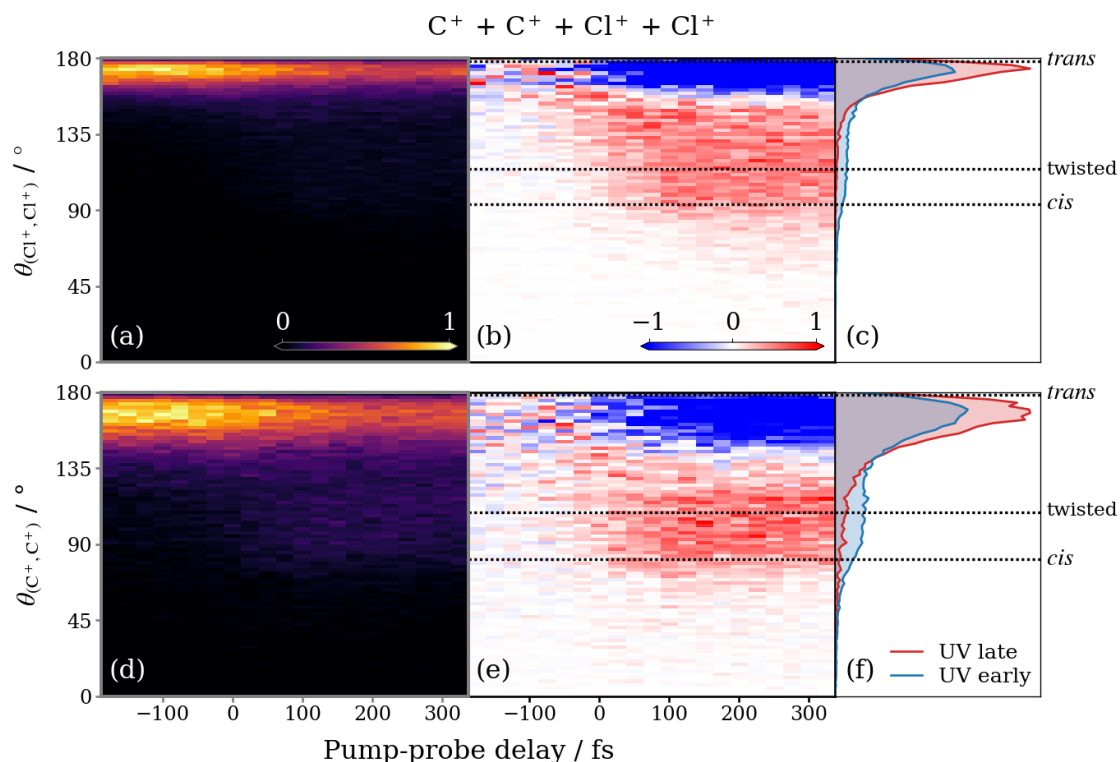 C⁺ + C⁺ + Cl⁺ + Cl⁺
θ(Cl⁺, Cl⁺) / °
180
135
90
45
0
(a)
0 1
(b)
−1 0 1
(c)
trans
twisted
cis
θ(C⁺, C⁺) / °
180
135
90
45
0
(d)
(e)
(f)
trans
twisted
cis
UV late
UV early
−100 0 100 200 300
−100 0 100 200 300
Pump-probe delay / fs